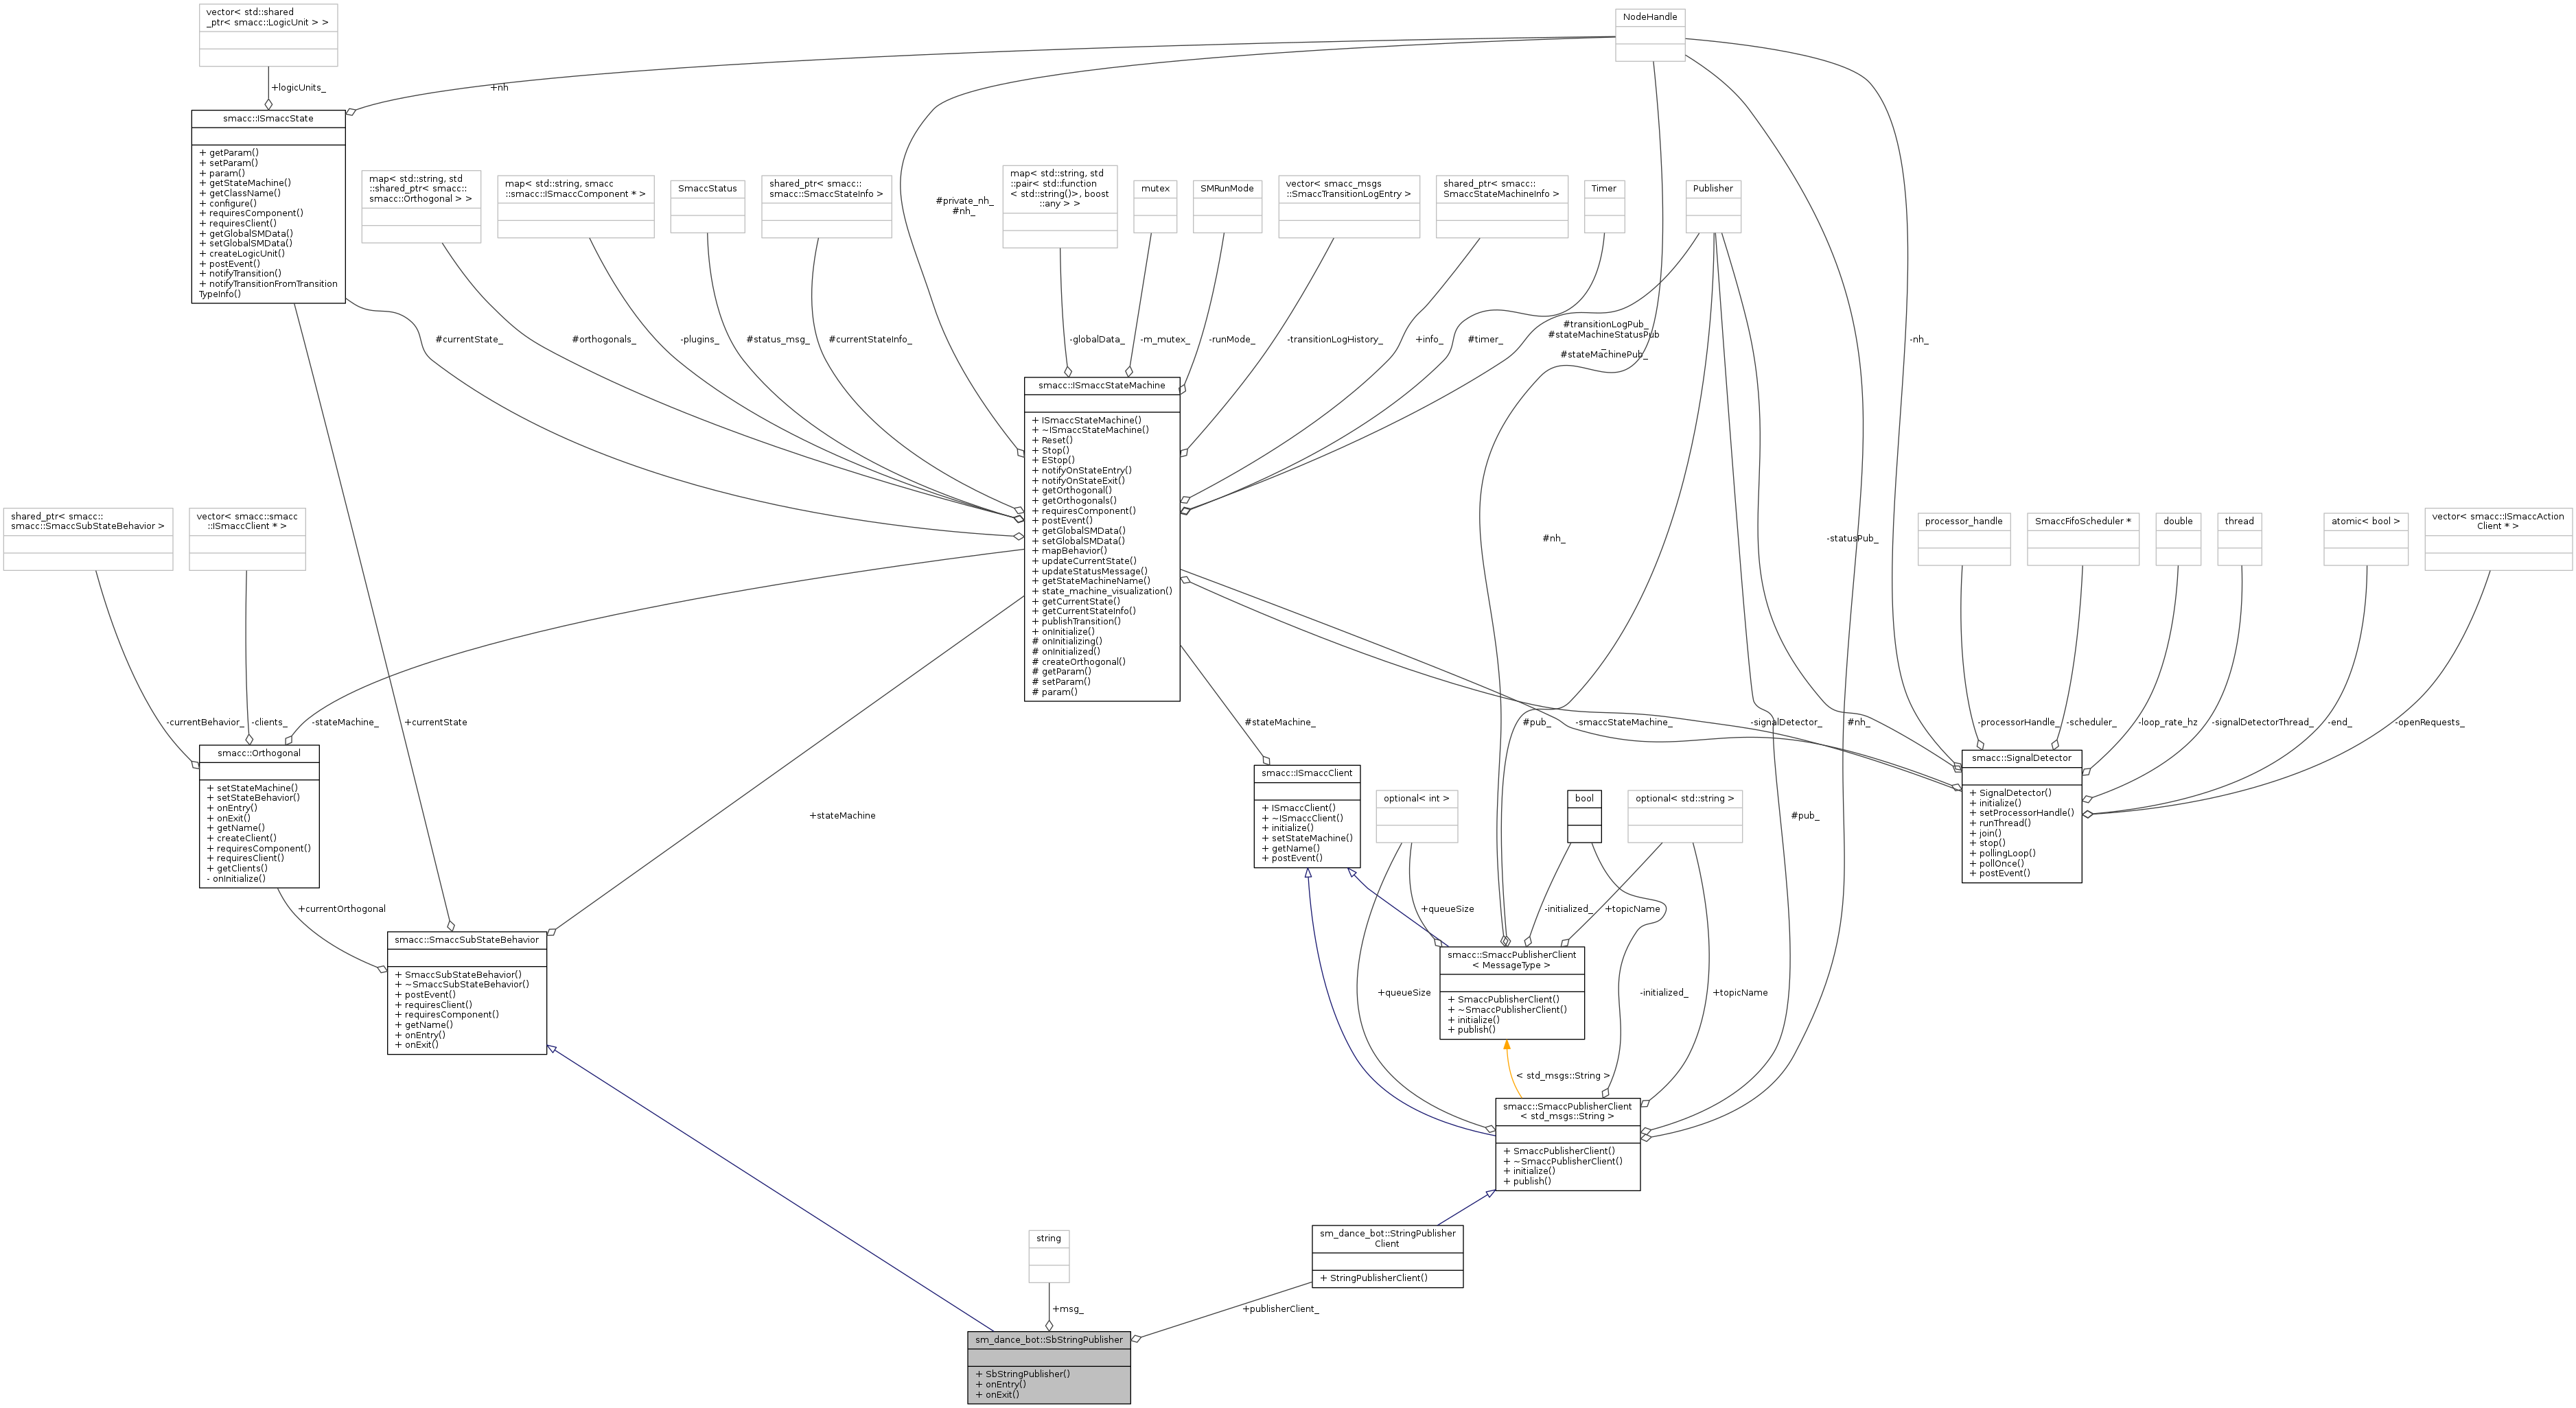 vector< std::shared
_ptr< smacc::LogicUnit > >
NodeHandle
+logicUnits_
+nh
smacc::ISmaccState
+ getParam()
+ setParam()
+ param()
+ getStateMachine()
+ getClassName()
+ configure()
+ requiresComponent()
+ requiresClient()
+ getGlobalSMData()
+ setGlobalSMData()
+ createLogicUnit()
+ postEvent()
+ notifyTransition()
+ notifyTransitionFromTransition
TypeInfo()
map< std::string, std
::shared_ptr< smacc::
smacc::Orthogonal > >
map< std::string, smacc
::smacc::ISmaccComponent * >
SmaccStatus
shared_ptr< smacc::
smacc::SmaccStateInfo >
#private_nh_
#nh_
map< std::string, std
::pair< std::function
< std::string()>, boost
::any > >
mutex
SMRunMode
vector< smacc_msgs
::SmaccTransitionLogEntry >
shared_ptr< smacc::
SmaccStateMachineInfo >
Timer
Publisher
#currentState_
#orthogonals_
-plugins_
#status_msg_
#currentStateInfo_
-globalData_
-m_mutex_
-runMode_
-transitionLogHistory_
+info_
#timer_
#transitionLogPub_
#stateMachineStatusPub
_
#stateMachinePub_
-nh_
smacc::ISmaccStateMachine
+ ISmaccStateMachine()
+ ~ISmaccStateMachine()
+ Reset()
+ Stop()
+ EStop()
+ notifyOnStateEntry()
+ notifyOnStateExit()
+ getOrthogonal()
+ getOrthogonals()
+ requiresComponent()
+ postEvent()
+ getGlobalSMData()
+ setGlobalSMData()
+ mapBehavior()
+ updateCurrentState()
+ updateStatusMessage()
+ getStateMachineName()
+ state_machine_visualization()
+ getCurrentState()
+ getCurrentStateInfo()
+ publishTransition()
+ onInitialize()
# onInitializing()
# onInitialized()
# createOrthogonal()
# getParam()
# setParam()
# param()
shared_ptr< smacc::
smacc::SmaccSubStateBehavior >
vector< smacc::smacc
::ISmaccClient * >
#nh_
-statusPub_
processor_handle
SmaccFifoScheduler *
double
thread
atomic< bool >
vector< smacc::ISmaccAction
Client * >
-currentBehavior_
-clients_
-stateMachine_
+currentState
#stateMachine_
#pub_
-smaccStateMachine_
-signalDetector_
#nh_
-processorHandle_
-scheduler_
-loop_rate_hz
-signalDetectorThread_
-end_
-openRequests_
smacc::Orthogonal
+ setStateMachine()
+ setStateBehavior()
+ onEntry()
+ onExit()
+ getName()
+ createClient()
+ requiresComponent()
+ requiresClient()
+ getClients()
- onInitialize()
smacc::SignalDetector
+ SignalDetector()
+ initialize()
+ setProcessorHandle()
+ runThread()
+ join()
+ stop()
+ pollingLoop()
+ pollOnce()
+ postEvent()
+stateMachine
smacc::ISmaccClient
+ ISmaccClient()
+ ~ISmaccClient()
+ initialize()
+ setStateMachine()
+ getName()
+ postEvent()
optional< int >
bool
optional< std::string >
#pub_
+currentOrthogonal
+queueSize
-initialized_
+topicName
smacc::SmaccSubStateBehavior
+ SmaccSubStateBehavior()
+ ~SmaccSubStateBehavior()
+ postEvent()
+ requiresClient()
+ requiresComponent()
+ getName()
+ onEntry()
+ onExit()
smacc::SmaccPublisherClient
< MessageType >
+ SmaccPublisherClient()
+ ~SmaccPublisherClient()
+ initialize()
+ publish()
+queueSize
-initialized_
+topicName
< std_msgs::String >
smacc::SmaccPublisherClient
< std_msgs::String >
+ SmaccPublisherClient()
+ ~SmaccPublisherClient()
+ initialize()
+ publish()
string
sm_dance_bot::StringPublisher
Client
+ StringPublisherClient()
+msg_
+publisherClient_
sm_dance_bot::SbStringPublisher
+ SbStringPublisher()
+ onEntry()
+ onExit()